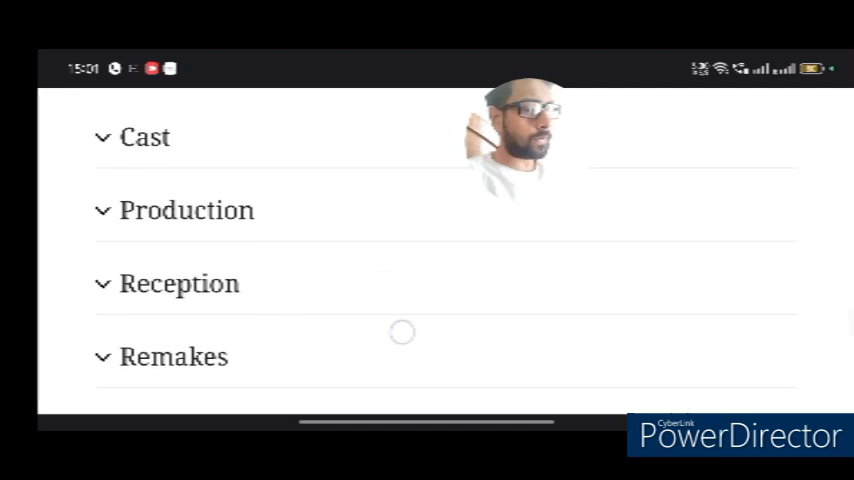 15:01
Cast
Production
Reception
Remakes
CyberLink
PowerDirector